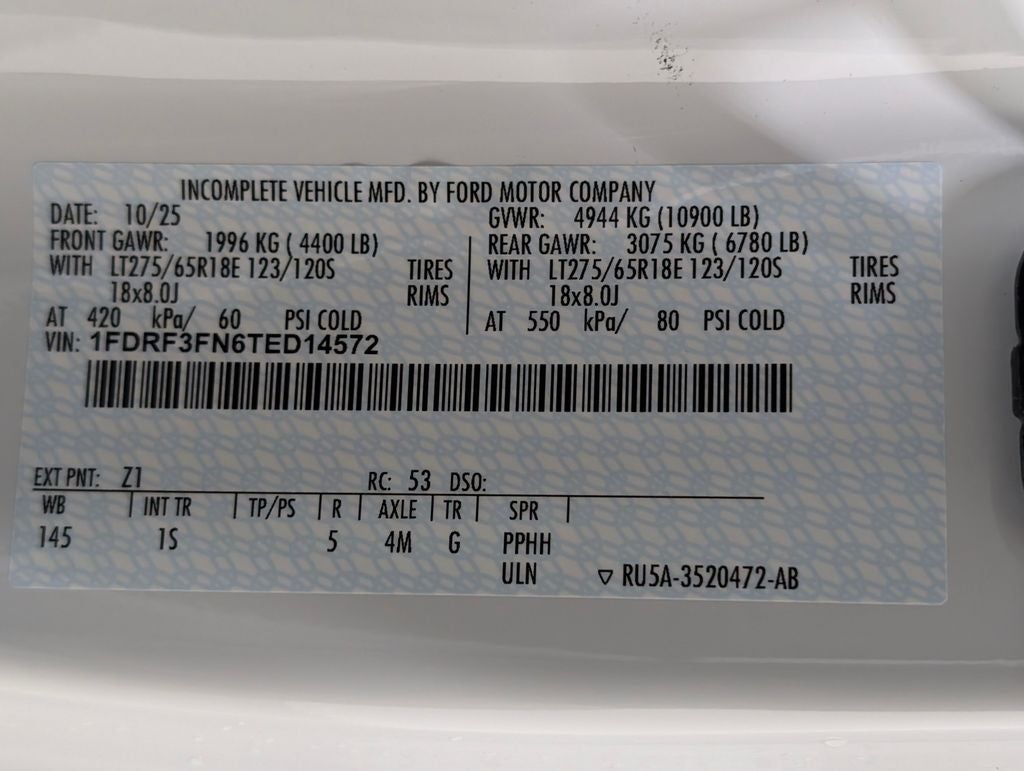 INCOMPLETE VEHICLE MFD. BY FORD MOTOR COMPANY
DATE: 10/25 GVWR: 4944 KG (10900 LB)
FRONT GAWR: 1996 KG ( 4400 LB) REAR GAWR: 3075 KG ( 6780 LB)
WITH LT275/65R18E 123/120S TIRES WITH LT275/65R18E 123/120S TIRES
18x8.0J RIMS 18x8.0J RIMS
AT 420 kPa/ 60 PSI COLD AT 550 kPa/ 80 PSI COLD
VIN: 1FDRF3FN6TED14572
EXT PNT: Z1 RC: 53 DSO:
WB INT TR TP/PS R AXLE TR SPR
145 1S 5 4M G PPHH
ULN ▽ RU5A-3520472-AB